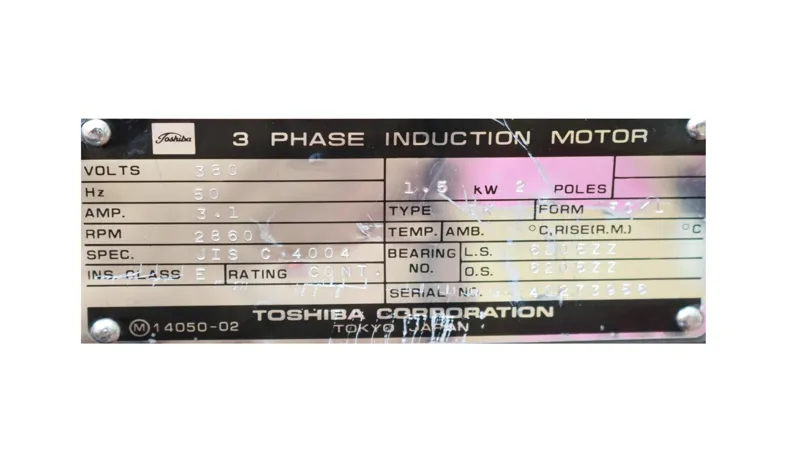 Toshiba 3 PHASE INDUCTION MOTOR
VOLTS 380
Hz 50
AMP. 3.1
RPM 2860
SPEC. JIS C 4004
INS. CLASS E RATING CONT.
1.5 kW 2 POLES
TYPE FORM
TEMP. AMB. °C, RISE(R.M.) °C
BEARING NO. L.S. 6205ZZ
O.S. 6205ZZ
SERIAL NO.
TOSHIBA CORPORATION
M 14050-02 TOKYO JAPAN